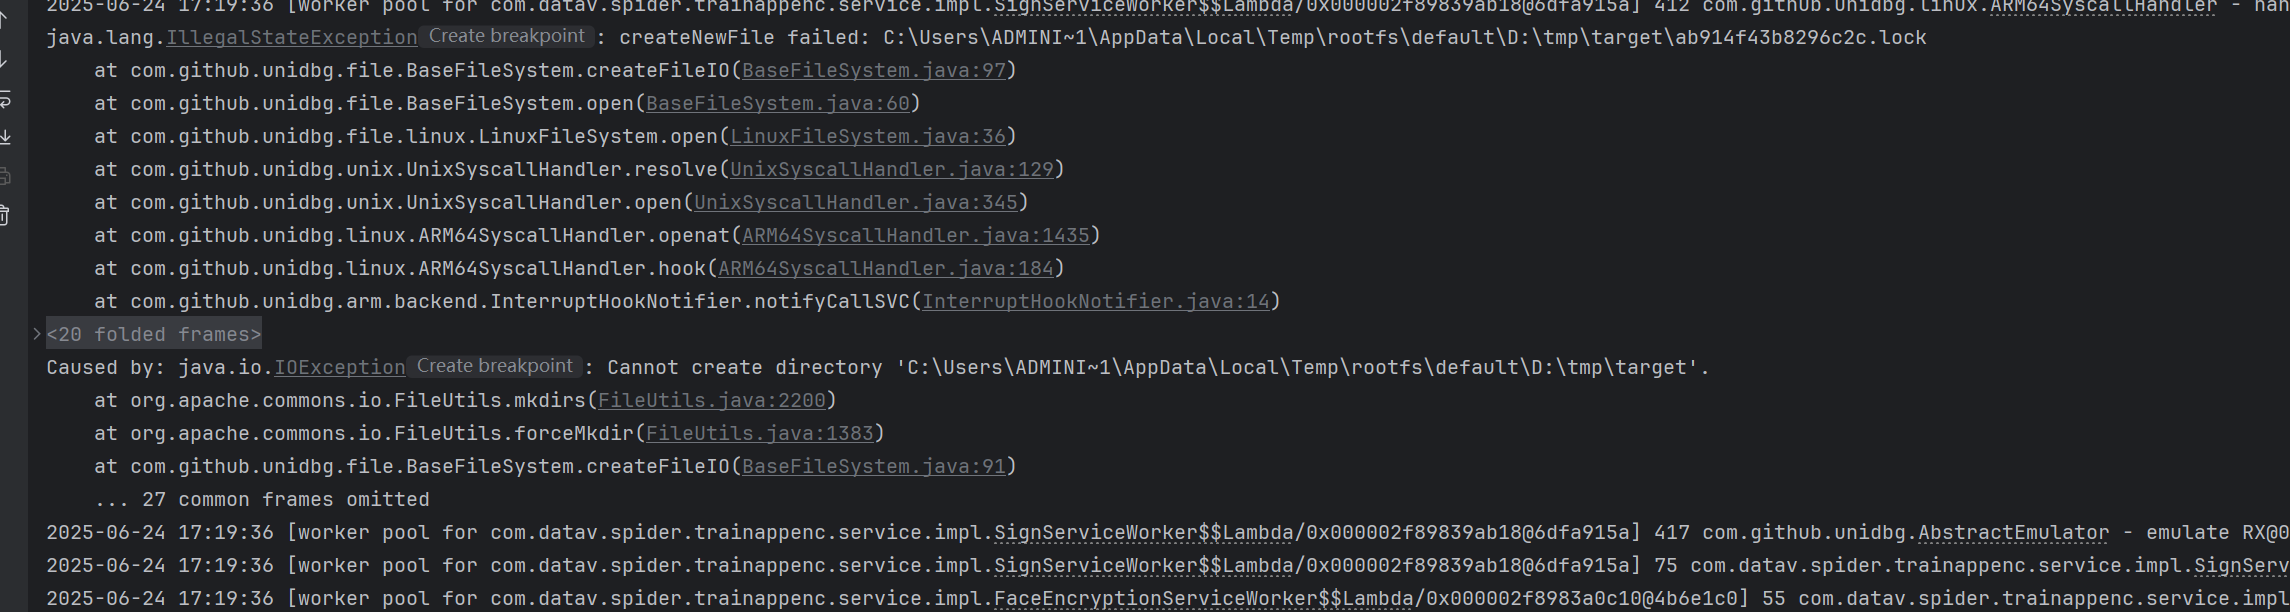 2025-06-24 17:19:36 [worker pool for com.datav.spider.trainappenc.service.impl.SignServiceWorker$$Lambda/0x000002f89839ab18@6dfa915a] 412 com.github.unidbg.linux.ARM64SyscallHandler - han
java.lang.IllegalStateException Create breakpoint : createNewFile failed: C:\Users\ADMINI~1\AppData\Local\Temp\rootfs\default\D:\tmp\target\ab914f43b8296c2c.lock
at com.github.unidbg.file.BaseFileSystem.createFileIO(BaseFileSystem.java:97)
at com.github.unidbg.file.BaseFileSystem.open(BaseFileSystem.java:60)
at com.github.unidbg.file.linux.LinuxFileSystem.open(LinuxFileSystem.java:36)
at com.github.unidbg.unix.UnixSyscallHandler.resolve(UnixSyscallHandler.java:129)
at com.github.unidbg.unix.UnixSyscallHandler.open(UnixSyscallHandler.java:345)
at com.github.unidbg.linux.ARM64SyscallHandler.openat(ARM64SyscallHandler.java:1435)
at com.github.unidbg.linux.ARM64SyscallHandler.hook(ARM64SyscallHandler.java:184)
at com.github.unidbg.arm.backend.InterruptHookNotifier.notifyCallSVC(InterruptHookNotifier.java:14)
<20 folded frames>
Caused by: java.io.IOException Create breakpoint : Cannot create directory 'C:\Users\ADMINI~1\AppData\Local\Temp\rootfs\default\D:\tmp\target'.
at org.apache.commons.io.FileUtils.mkdirs(FileUtils.java:2200)
at org.apache.commons.io.FileUtils.forceMkdir(FileUtils.java:1383)
at com.github.unidbg.file.BaseFileSystem.createFileIO(BaseFileSystem.java:91)
... 27 common frames omitted
2025-06-24 17:19:36 [worker pool for com.datav.spider.trainappenc.service.impl.SignServiceWorker$$Lambda/0x000002f89839ab18@6dfa915a] 417 com.github.unidbg.AbstractEmulator - emulate RX@0
2025-06-24 17:19:36 [worker pool for com.datav.spider.trainappenc.service.impl.SignServiceWorker$$Lambda/0x000002f89839ab18@6dfa915a] 75 com.datav.spider.trainappenc.service.impl.SignServ
2025-06-24 17:19:36 [worker pool for com.datav.spider.trainappenc.service.impl.FaceEncryptionServiceWorker$$Lambda/0x000002f8983a0c10@4b6e1c0] 55 com.datav.spider.trainappenc.service.impl